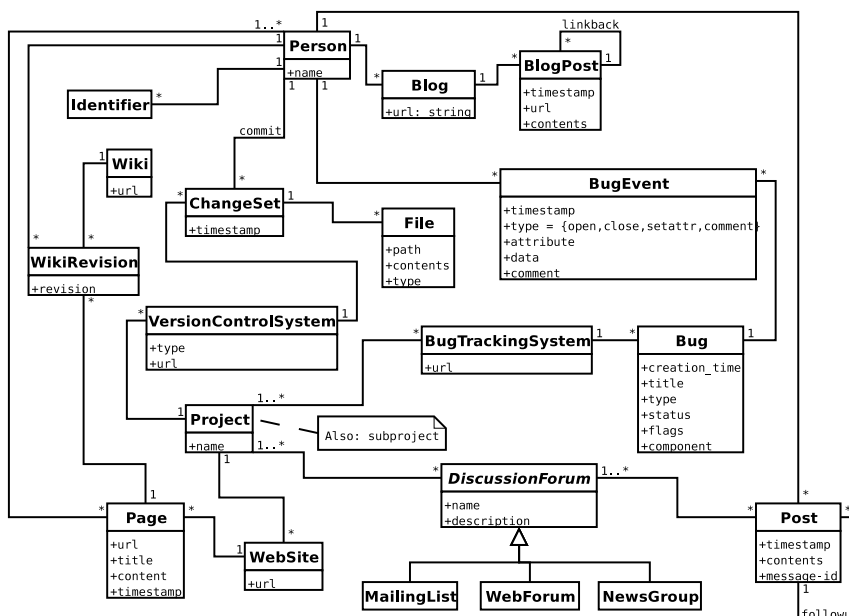 1..*
1
linkback
*
Person
1
*
BlogPost
1
1
+name
1
*
Blog
1
+timestamp
+url
+contents
Identifier
*
1
1
+url: string
commit
1
Wiki
+url
*
*
ChangeSet
1
+timestamp
*
File
+path
+contents
+type
*
BugEvent
*
+timestamp
+type = {open,close,setattr,comment}
+attribute
+data
+comment
*
*
WikiRevision
+revision
*
*
VersionControlSystem
1
+type
+url
*
BugTrackingSystem
1
+url
*
Bug
1
+creation_time
+title
+type
+status
+flags
+component
1
Project
1..*
+name
1..*
1
Also: subproject
*
DiscussionForum
1..*
+name
+description
1
*
Page
*
+url
+title
+content
+timestamp
*
1
WebSite
+url
*
*
Post
*
+timestamp
+contents
+message-id
1
MailingList
WebForum
NewsGroup